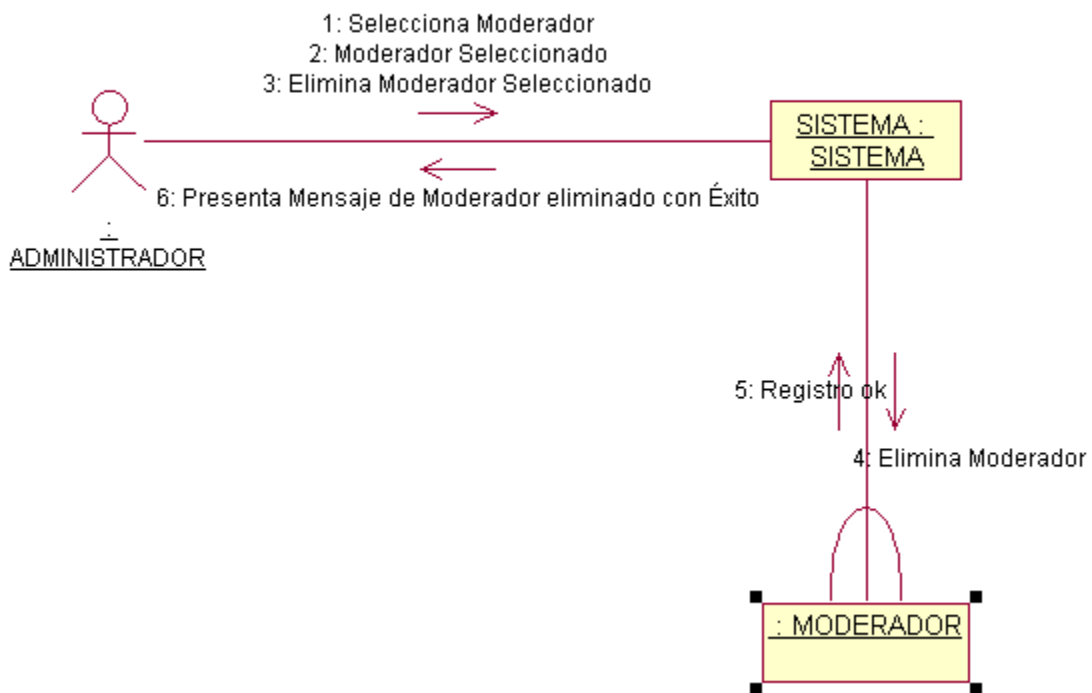 1: Selecciona Moderador
2: Moderador Seleccionado
3: Elimina Moderador Seleccionado
SISTEMA :
SISTEMA
6: Presenta Mensaje de Moderador eliminado con Éxito
:
ADMINISTRADOR
5: Registro ok
4: Elimina Moderador
: MODERADOR